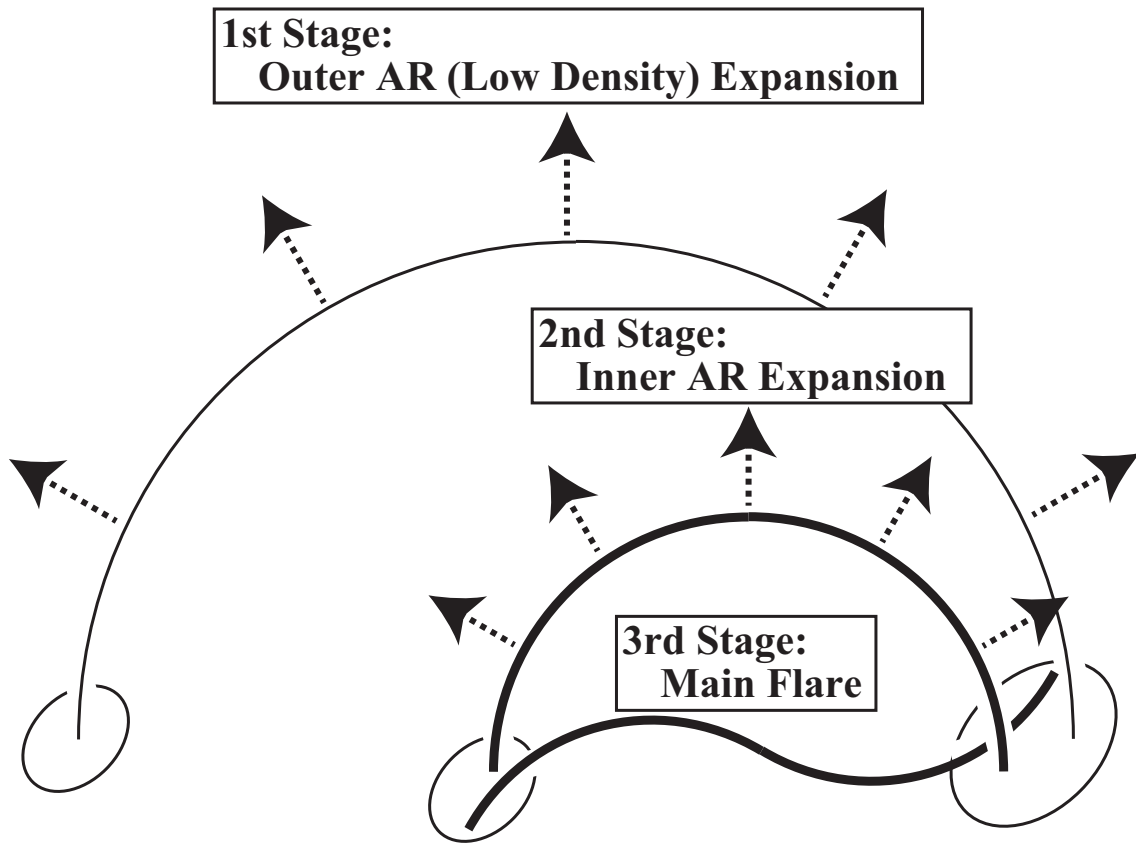 1st Stage:
Outer AR (Low Density) Expansion
2nd Stage:
Inner AR Expansion
3rd Stage:
Main Flare